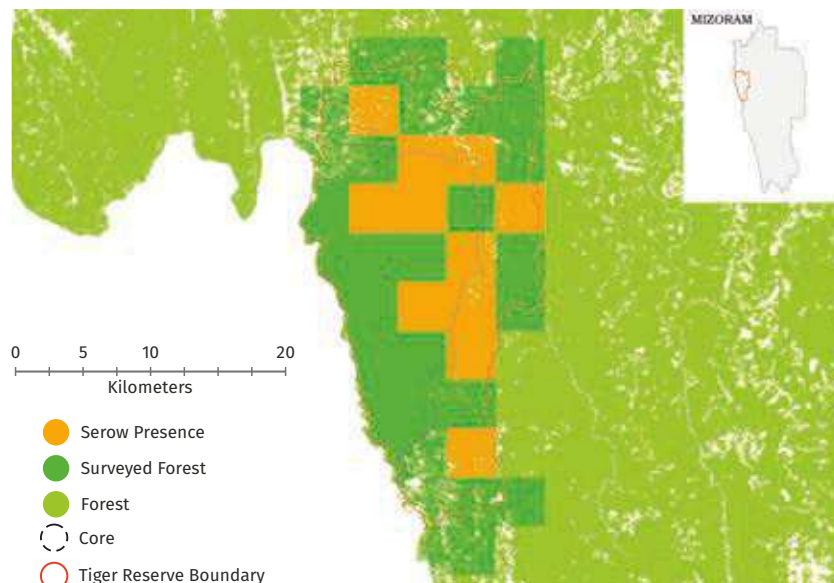 MIZORAM
0 5 10 20
Kilometers
Serow Presence
Surveyed Forest
Forest
Core
Tiger Reserve Boundary